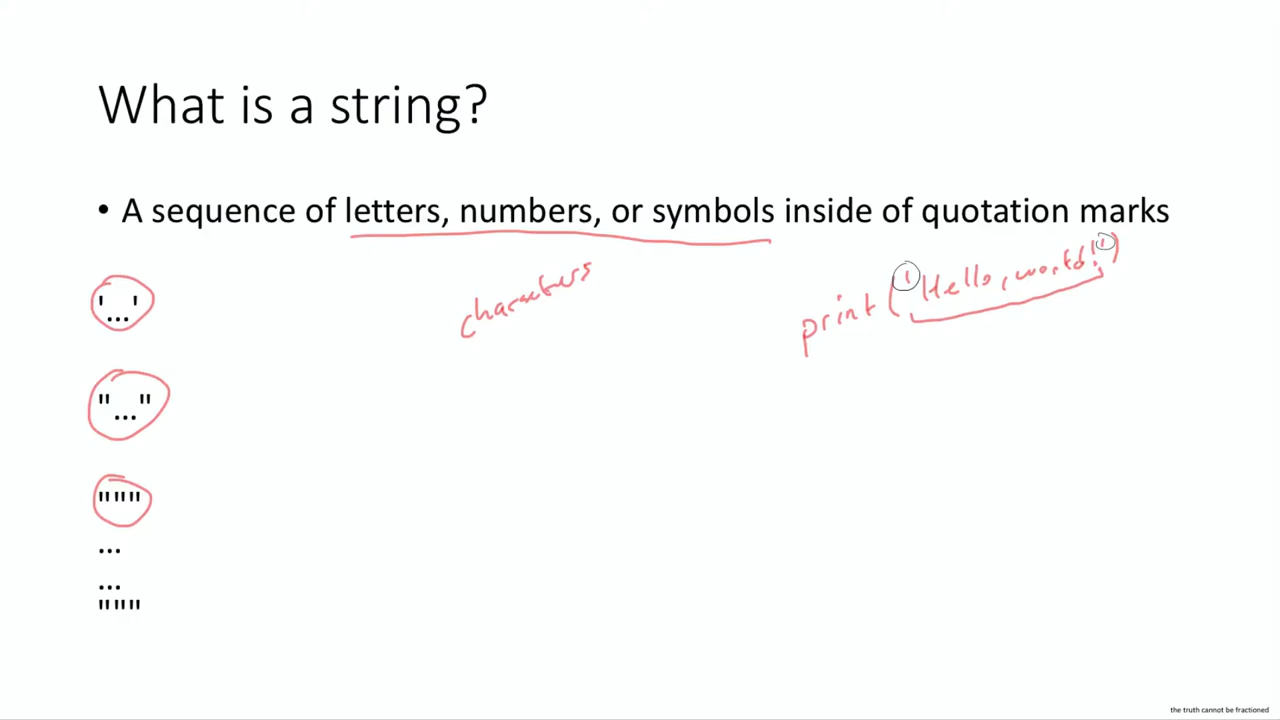 What is a string?
• A sequence of letters, numbers, or symbols inside of quotation marks
characters
print('Hello, world!')
'...'
"..."
"""
...
...
"""
the truth cannot be fractioned